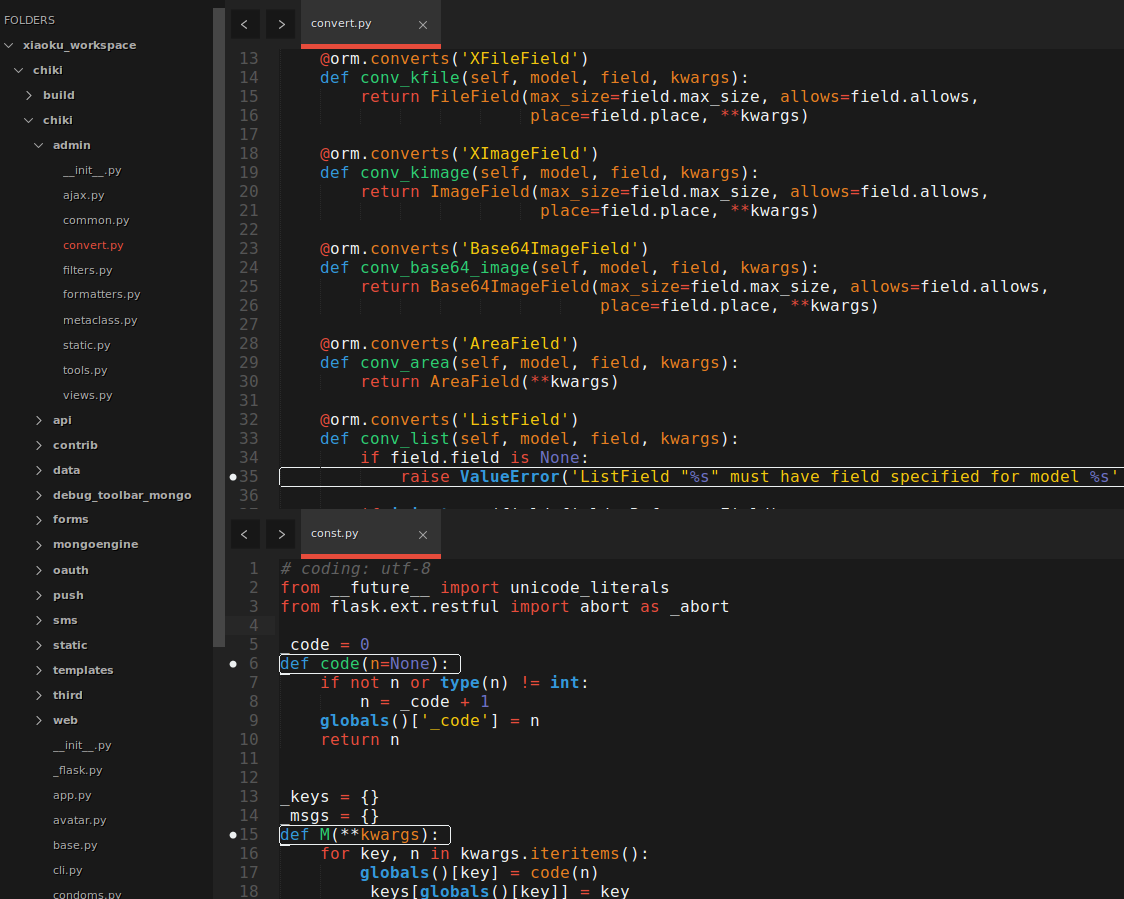 FOLDERS
xiaoku_workspace
chiki
build
chiki
admin
__init__.py
ajax.py
common.py
convert.py
filters.py
formatters.py
metaclass.py
static.py
tools.py
views.py
api
contrib
data
debug_toolbar_mongo
forms
mongoengine
oauth
push
sms
static
templates
third
web
__init__.py
_flask.py
app.py
avatar.py
base.py
cli.py
condoms.py
< > convert.py ×
13 @orm.converts('XFileField')
14 def conv_kfile(self, model, field, kwargs):
15 return FileField(max_size=field.max_size, allows=field.allows,
16 place=field.place, **kwargs)
17
18 @orm.converts('XImageField')
19 def conv_kimage(self, model, field, kwargs):
20 return ImageField(max_size=field.max_size, allows=field.allows,
21 place=field.place, **kwargs)
22
23 @orm.converts('Base64ImageField')
24 def conv_base64_image(self, model, field, kwargs):
25 return Base64ImageField(max_size=field.max_size, allows=field.allows,
26 place=field.place, **kwargs)
27
28 @orm.converts('AreaField')
29 def conv_area(self, model, field, kwargs):
30 return AreaField(**kwargs)
31
32 @orm.converts('ListField')
33 def conv_list(self, model, field, kwargs):
34 if field.field is None:
35 raise ValueError('ListField "%s" must have field specified for model %s'
36
< > const.py ×
1 # coding: utf-8
2 from __future__ import unicode_literals
3 from flask.ext.restful import abort as _abort
4
5 _code = 0
6 def code(n=None):
7 if not n or type(n) != int:
8 n = _code + 1
9 globals()['_code'] = n
10 return n
11
12
13 _keys = {}
14 _msgs = {}
15 def M(**kwargs):
16 for key, n in kwargs.iteritems():
17 globals()[key] = code(n)
18 _keys[globals()[key]] = key